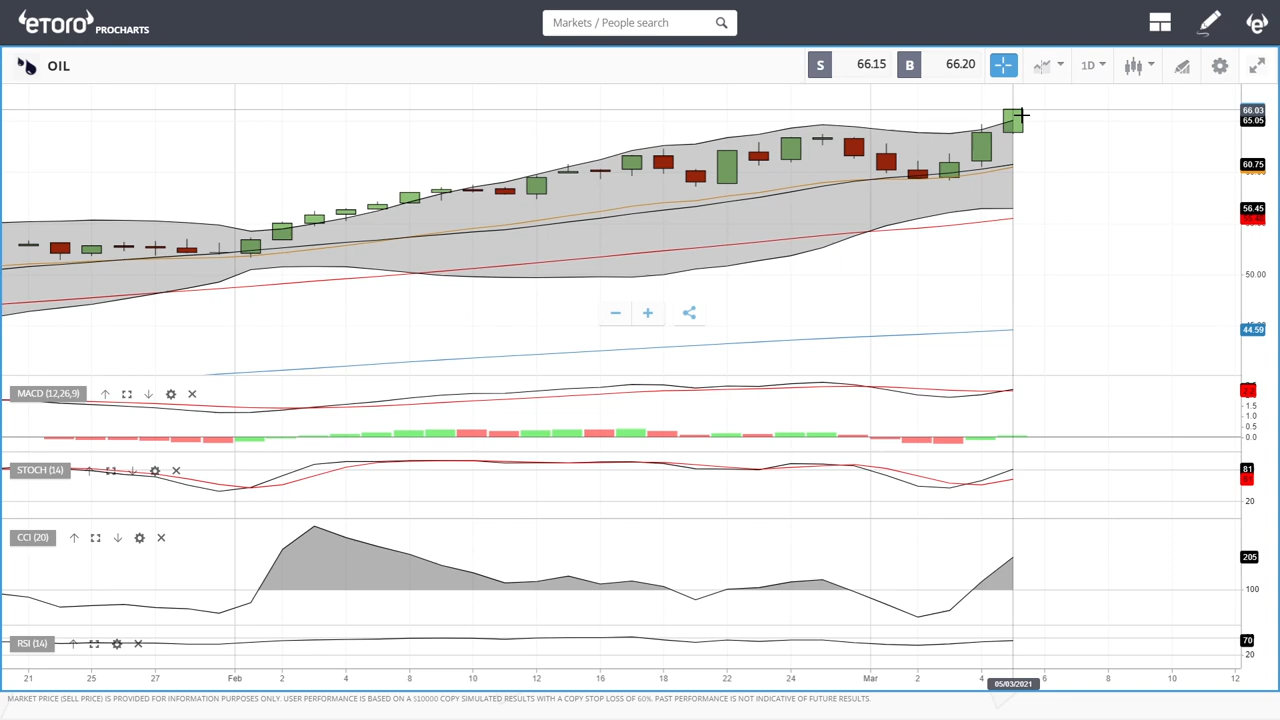 eToro PROCHARTS
Markets / People search
OIL
S 66.15 B 66.20
1D
66.03
65.05
60.75
56.45
50.00
44.59
MACD (12,26,9)
1.5
1.0
0.5
0.0
STOCH (14)
81
20
CCI (20)
205
100
RSI (14)
70
20
21 25 27 Feb 2 4 8 10 12 16 18 22 24 Mar 2 4 6 8 10 12
05/03/2021
MARKET PRICE (SELL PRICE) IS PROVIDED FOR INFORMATION PURPOSES ONLY. USER PERFORMANCE IS BASED ON A $10000 COPY SIMULATED RESULTS WITH A COPY STOP LOSS OF 60%. PAST PERFORMANCE IS NOT INDICATIVE OF FUTURE RESULTS.